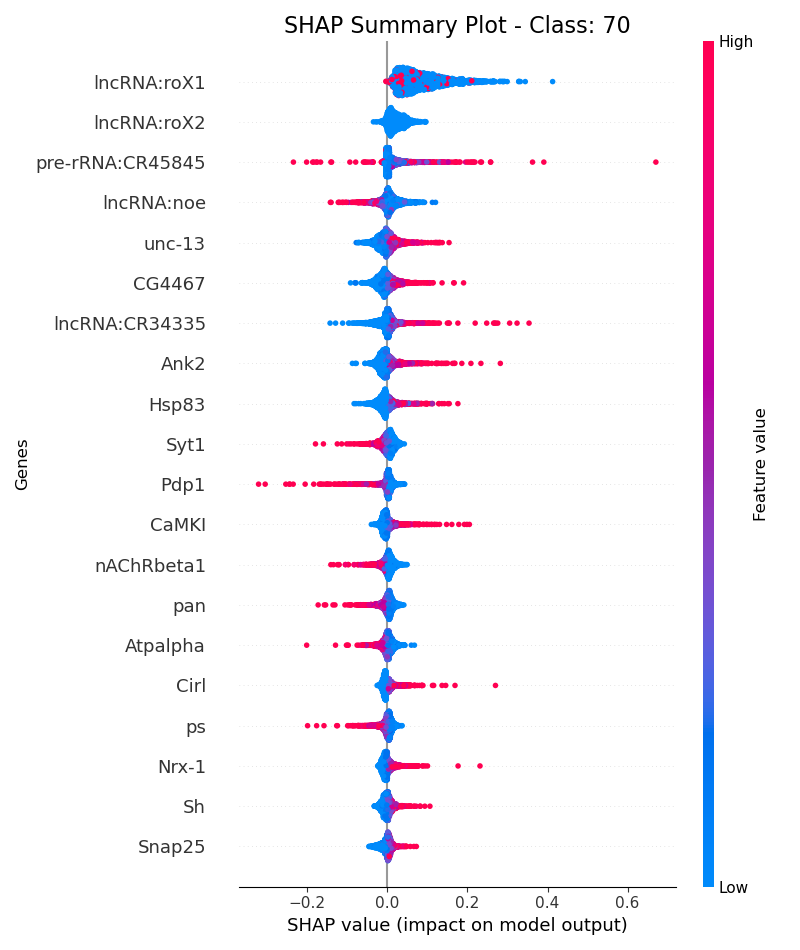 SHAP Summary Plot - Class: 70
High
lncRNA:roX1
lncRNA:roX2
pre-rRNA:CR45845
lncRNA:noe
unc-13
CG4467
lncRNA:CR34335
Ank2
Hsp83
Syt1
Pdp1
CaMKI
nAChRbeta1
pan
Atpalpha
Cirl
ps
Nrx-1
Sh
Snap25
Genes
Feature value
Low
−0.2 0.0 0.2 0.4 0.6
SHAP value (impact on model output)